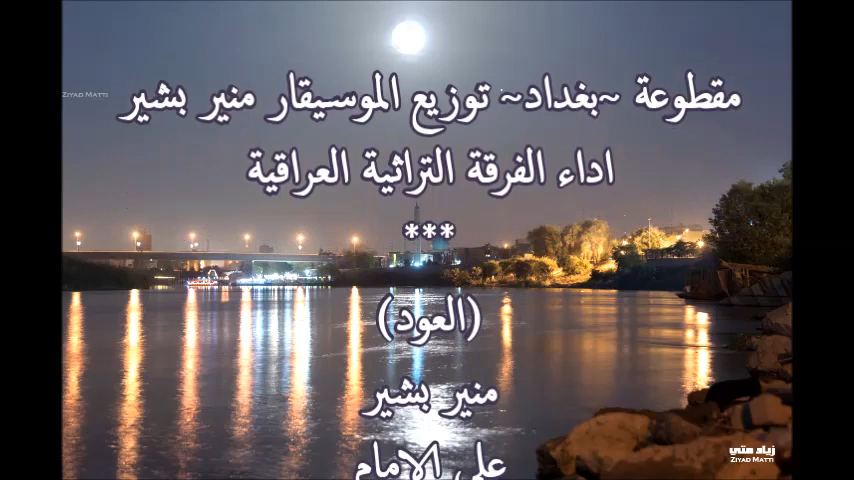 ZIYAD MATTI
مقطوعة ~بغداد~ توزيع الموسيقار منير بشير
اداء الفرقة التراثية العراقية
***
(العود)
منير بشير
علي الامام
زياد متي
ZIYAD MATTI